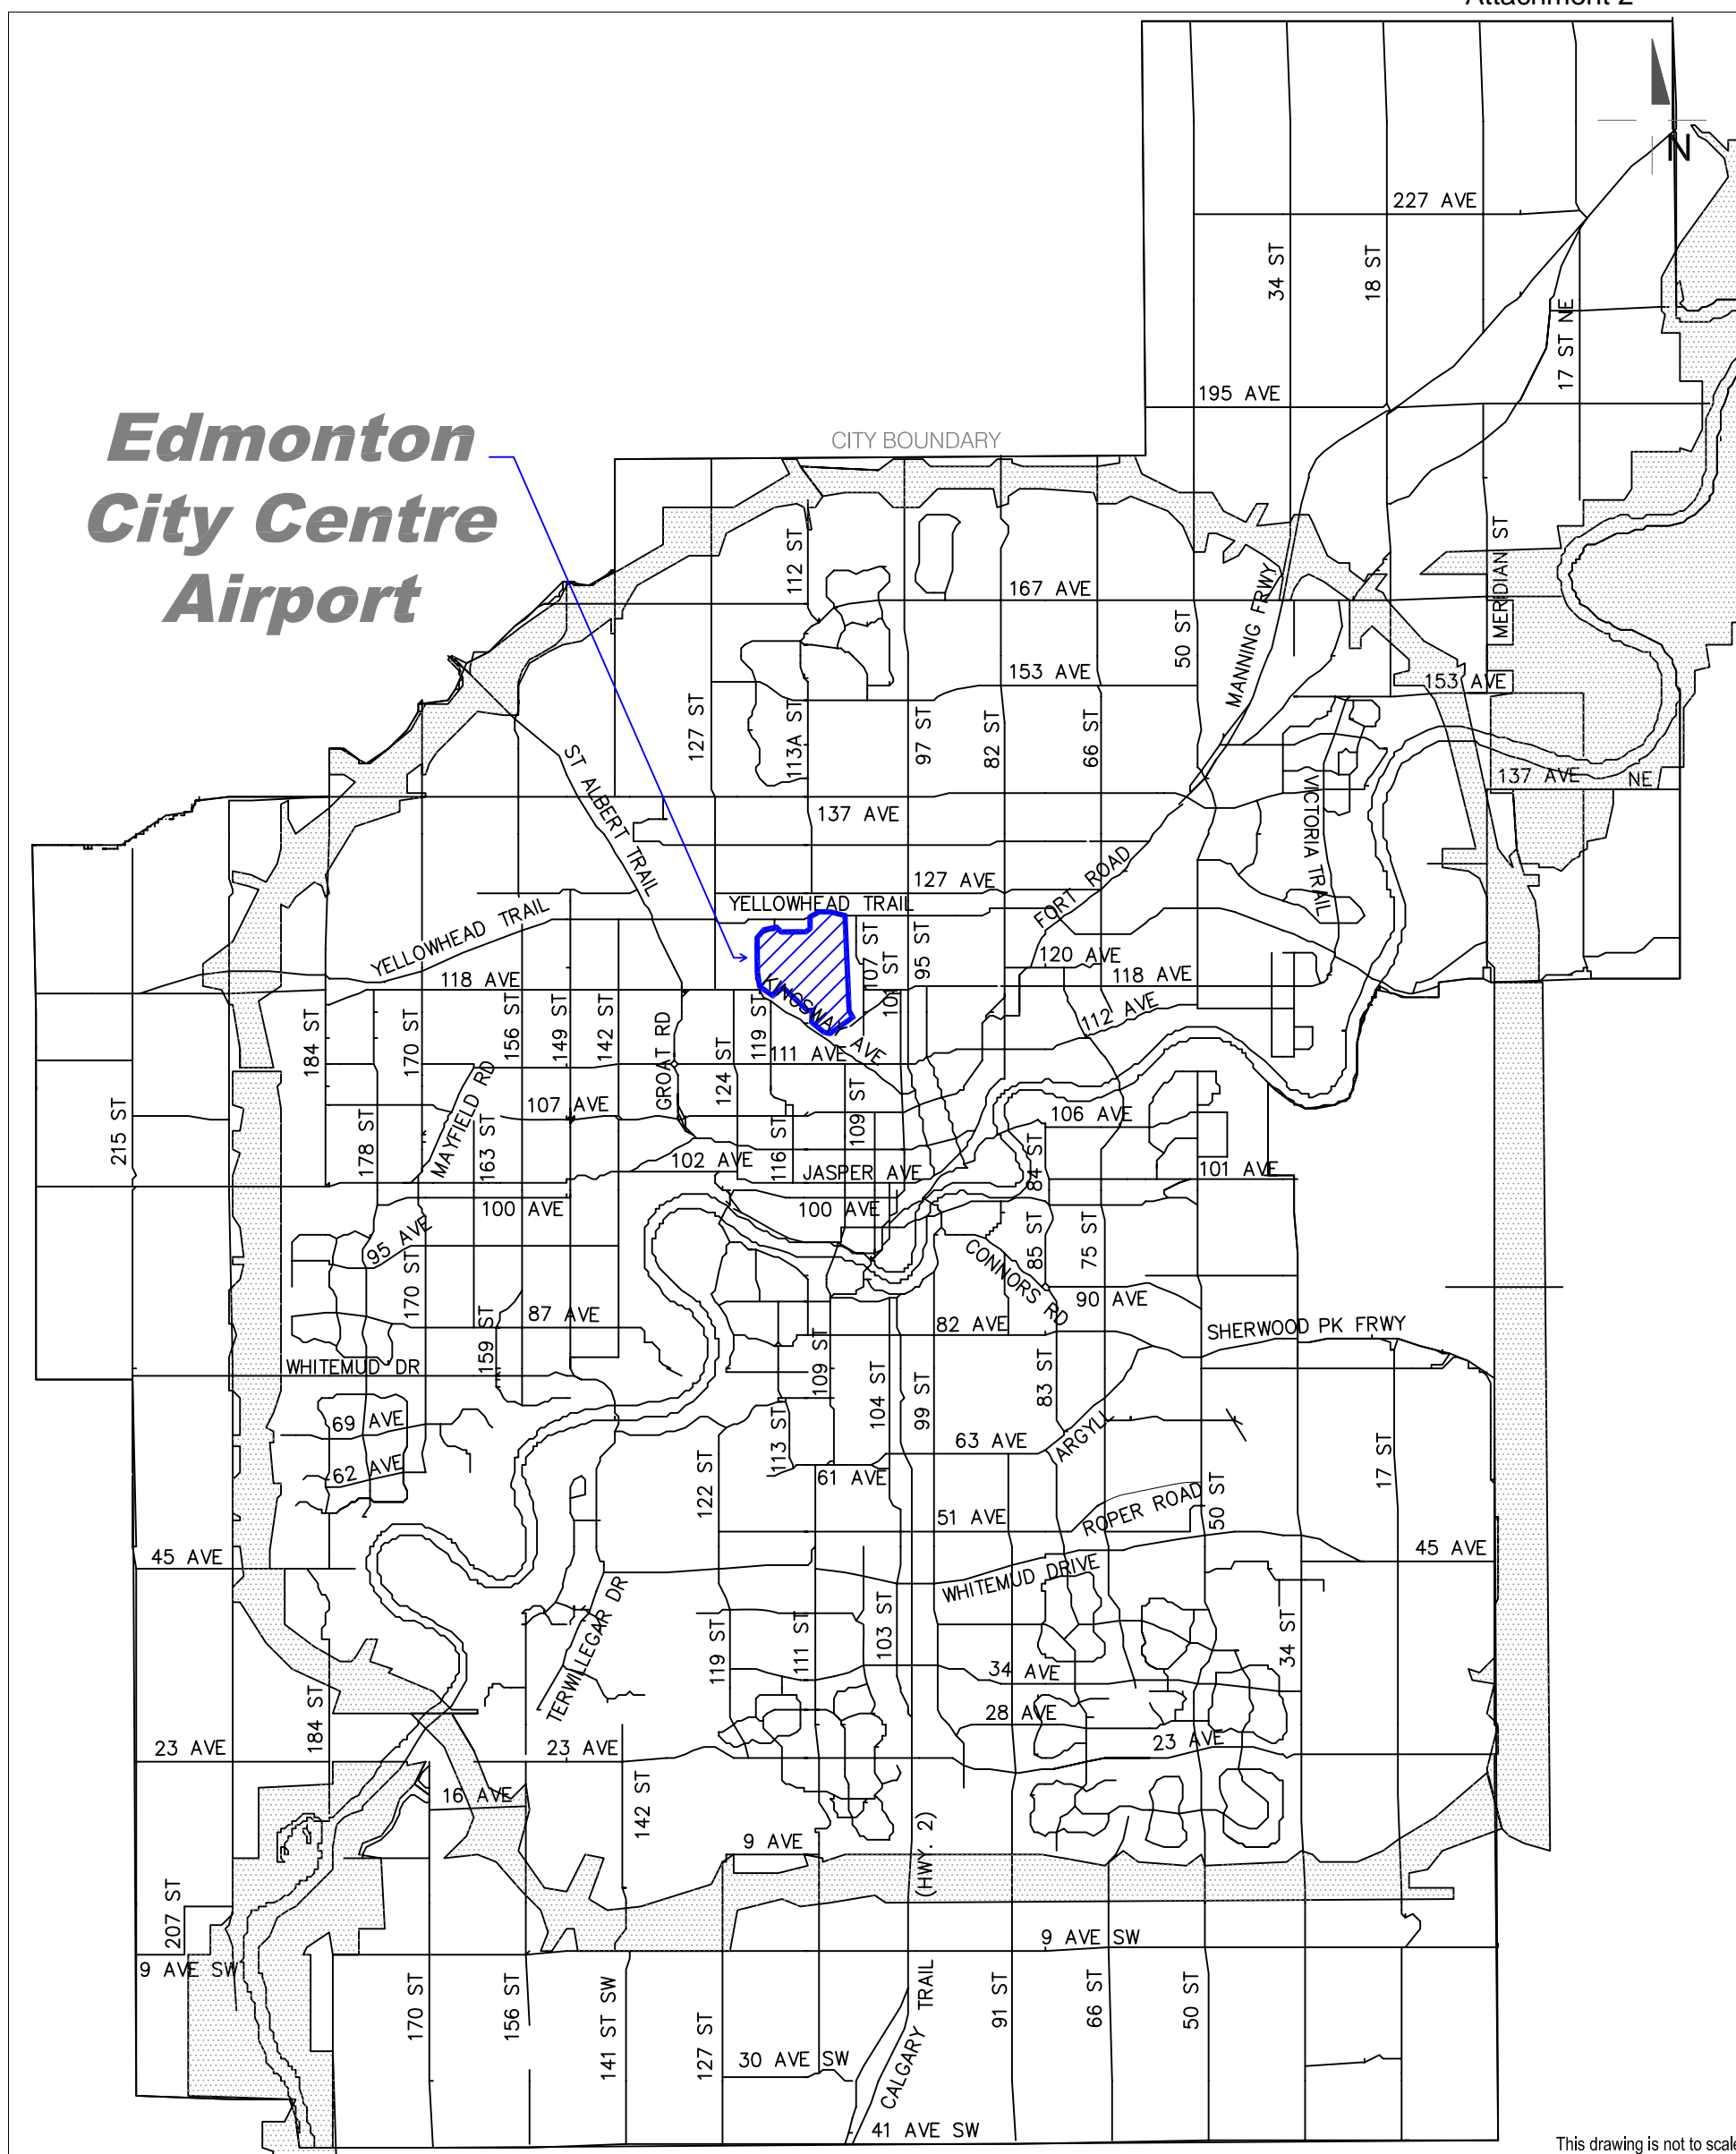 Attachment 2
N
227 AVE
34 ST
18 ST
17 ST NE
195 AVE
Edmonton
City Centre
Airport
CITY BOUNDARY
112 ST
167 AVE
MERIDIAN ST
50 ST
MANNING FRWY
153 AVE
153 AVE
127 ST
113A ST
97 ST
82 ST
66 ST
ST ALBERT TRAIL
137 AVE NE
137 AVE
VICTORIA TRAIL
127 AVE
FORT ROAD
YELLOWHEAD TRAIL
YELLOWHEAD TRAIL
107 ST
101 ST
95 ST
120 AVE
118 AVE
118 AVE
KINGSWAY AVE
112 AVE
184 ST
170 ST
156 ST
149 ST
142 ST
GROAT RD
124 ST
119 ST
111 AVE
MAYFIELD RD
107 AVE
109 ST
106 AVE
215 ST
178 ST
163 ST
102 AVE
116 ST
JASPER AVE
84 ST
101 AVE
100 AVE
100 AVE
95 AVE
170 ST
85 ST
75 ST
CONNORS RD
90 AVE
159 ST
87 AVE
82 AVE
SHERWOOD PK FRWY
WHITEMUD DR
109 ST
104 ST
99 ST
83 ST
69 AVE
113 ST
63 AVE
ARGYLL
17 ST
62 AVE
122 ST
61 AVE
50 ST
51 AVE
ROPER ROAD
45 AVE
45 AVE
WHITEMUD DRIVE
TERWILLEGAR DR
119 ST
111 ST
103 ST
34 ST
34 AVE
184 ST
28 AVE
23 AVE
23 AVE
23 AVE
16 AVE
142 ST
9 AVE
(HWY. 2)
207 ST
9 AVE SW
9 AVE SW
170 ST
156 ST
141 ST SW
127 ST
CALGARY TRAIL
91 ST
66 ST
50 ST
30 AVE SW
41 AVE SW
This drawing is not to scale